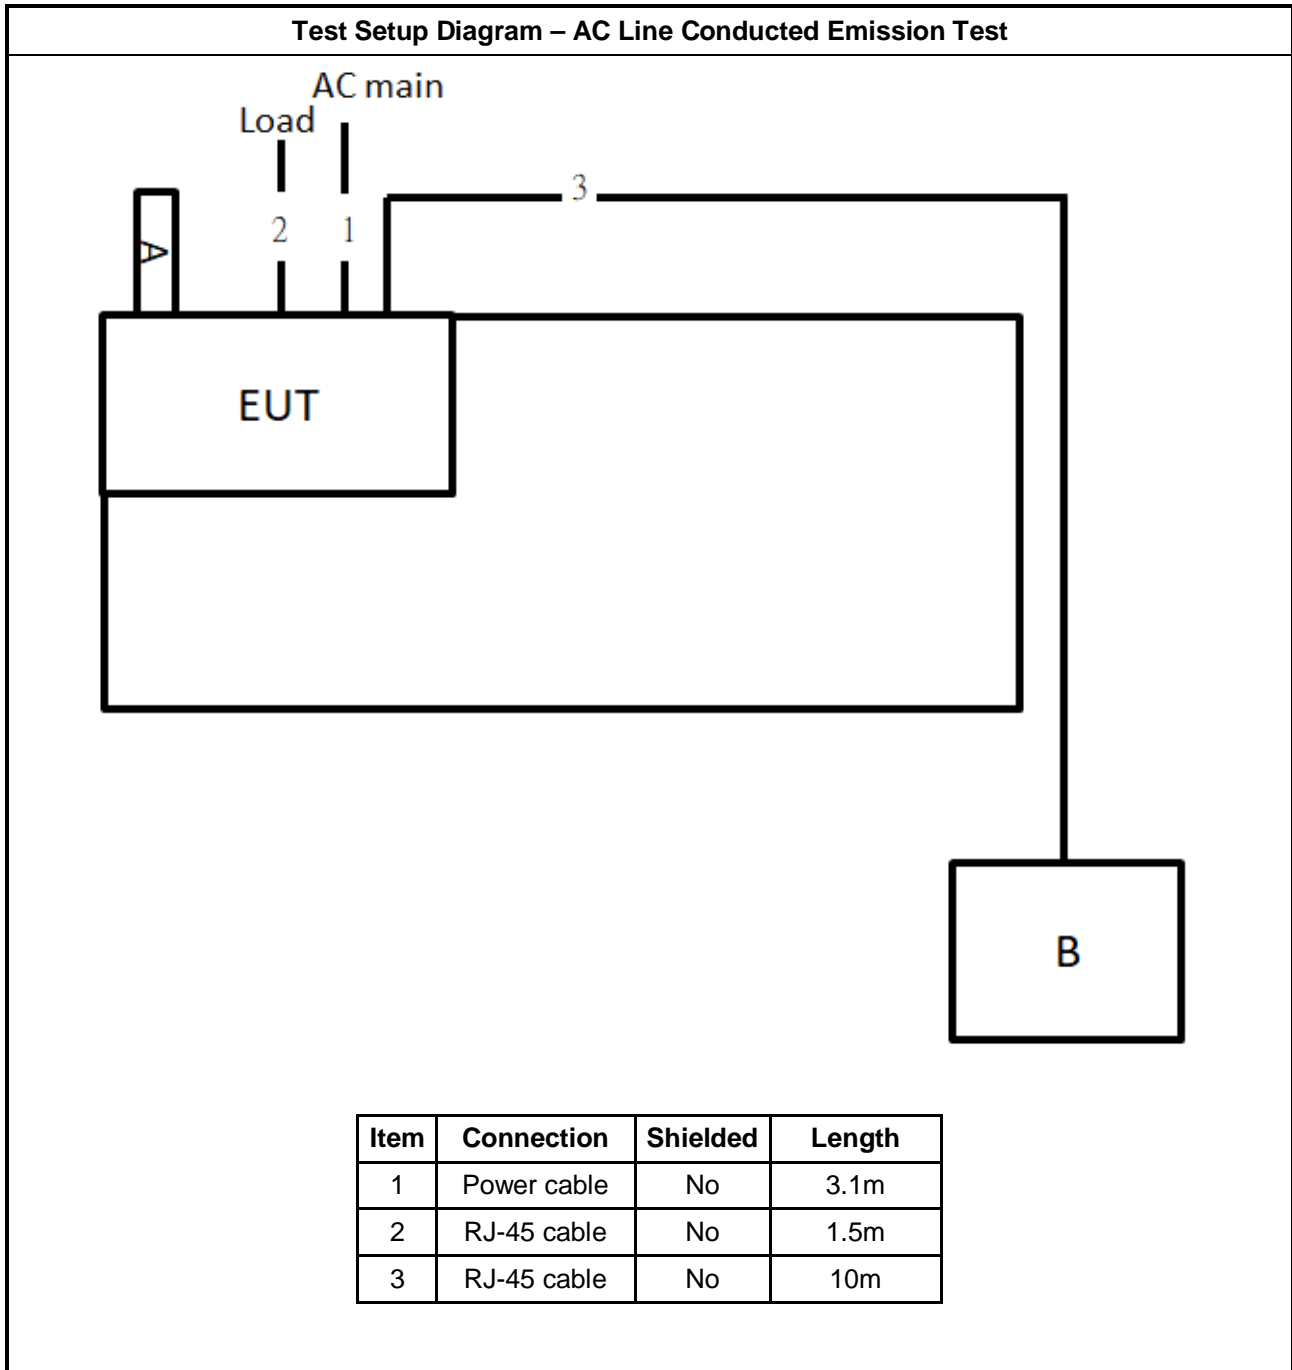 Test Setup Diagram – AC Line Conducted Emission Test
AC main
Load
3
2
1
A
EUT
B
Item Connection Shielded Length
1 Power cable No 3.1m
2 RJ-45 cable No 1.5m
3 RJ-45 cable No 10m